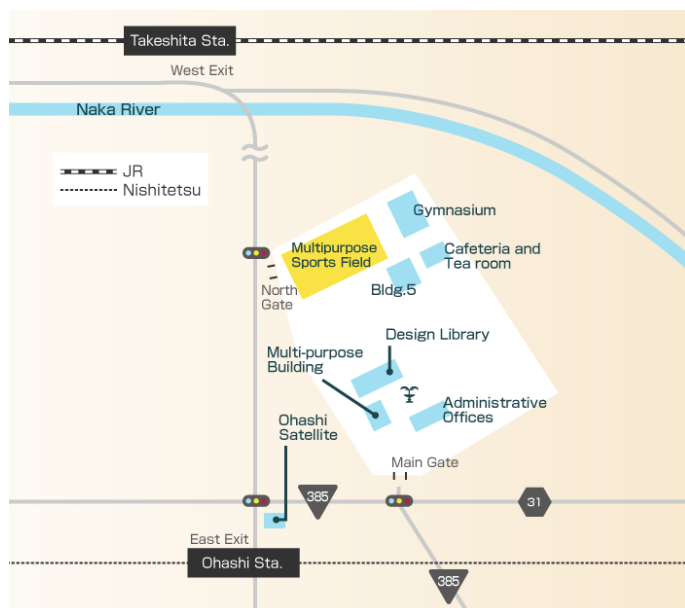 Takeshita Sta.
West Exit
Naka River
JR
Nishitetsu
Gymnasium
Multipurpose
Sports Field
Cafeteria and
Tea room
Bldg.5
North
Gate
Design Library
Multi-purpose
Building
Administrative
Offices
Ohashi
Satellite
Main Gate
385
31
East Exit
Ohashi Sta.
385